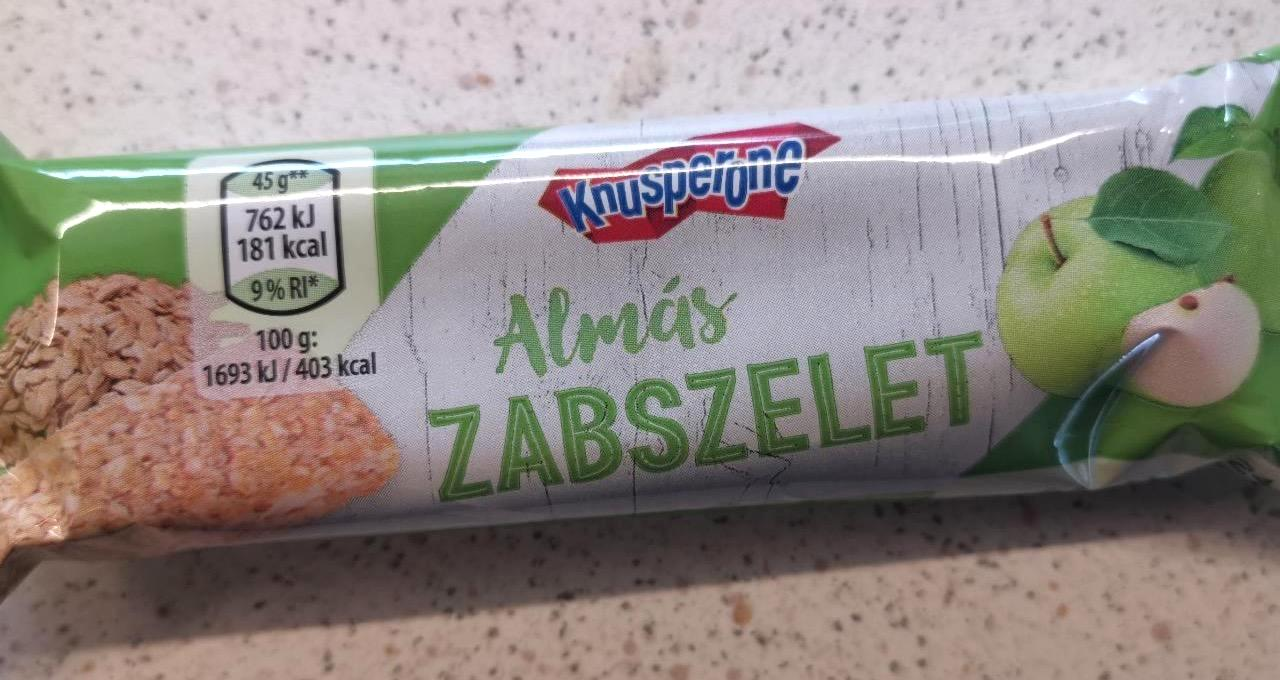 45 g**
762 kJ
181 kcal
9% RI*
100 g:
1693 kJ / 403 kcal
Knusperone
Almás
ZABSZELET